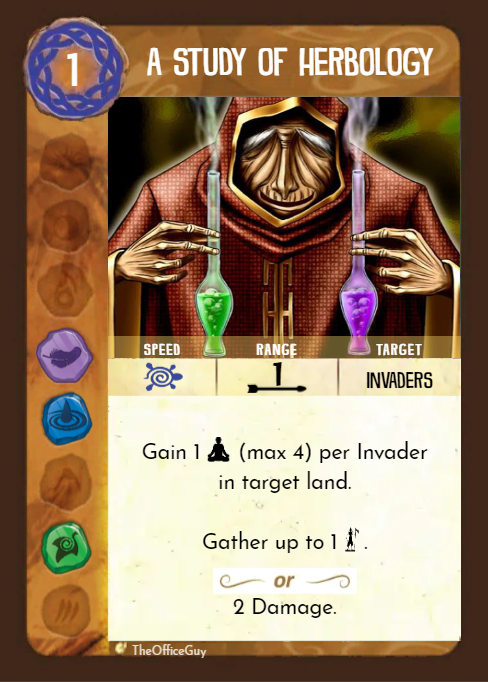 1
A STUDY OF HERBOLOGY
SPEED RANGE TARGET
1 INVADERS
Gain 1 (max 4) per Invader
in target land.
Gather up to 1 .
or
2 Damage.
TheOfficeGuy